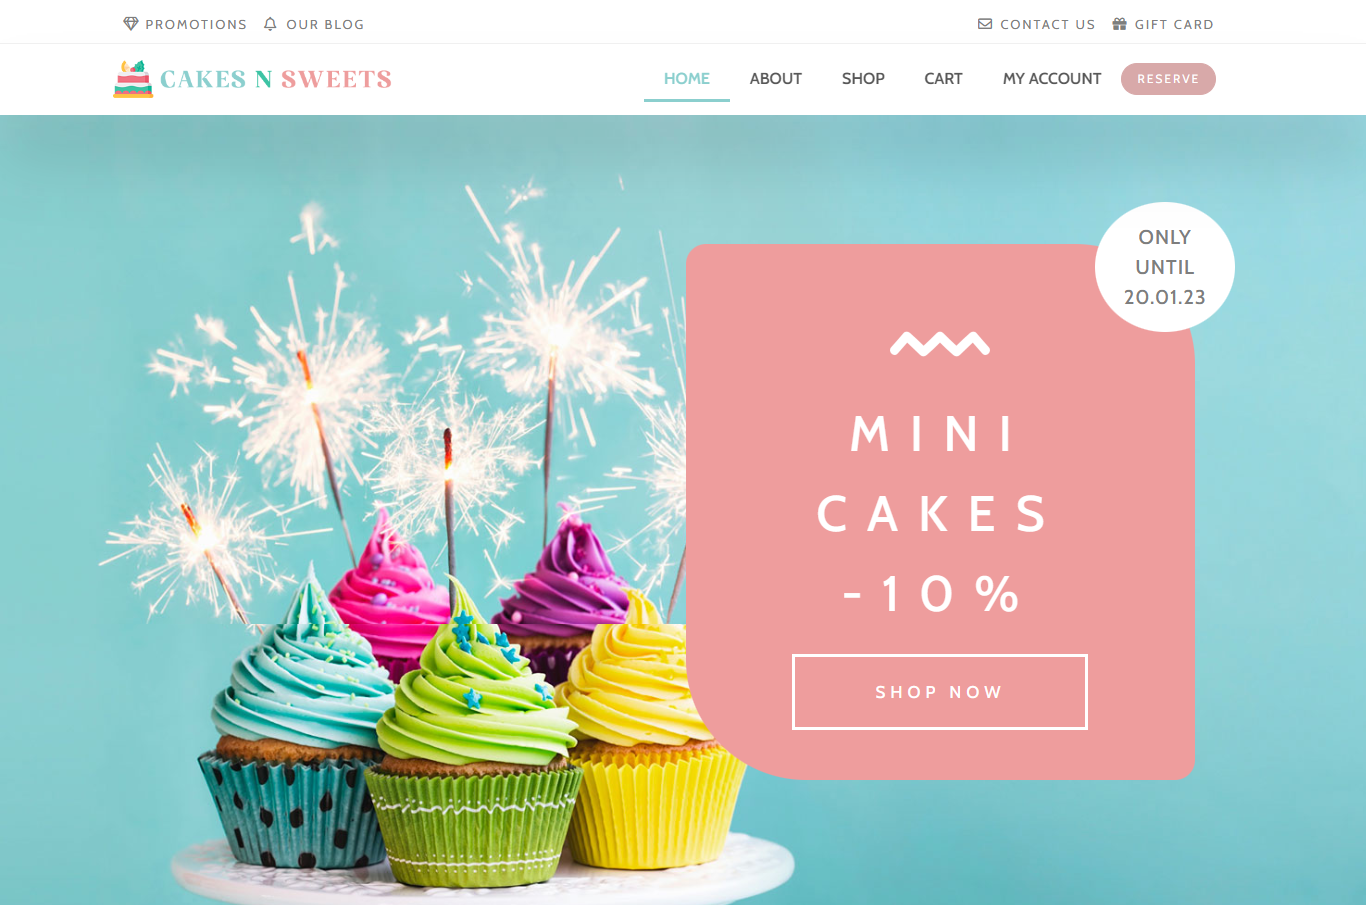 PROMOTIONS OUR BLOG CONTACT US GIFT CARD
CAKES N SWEETS HOME ABOUT SHOP CART MY ACCOUNT RESERVE
ONLY
UNTIL
20.01.23
MINI
CAKES
-10%
SHOP NOW